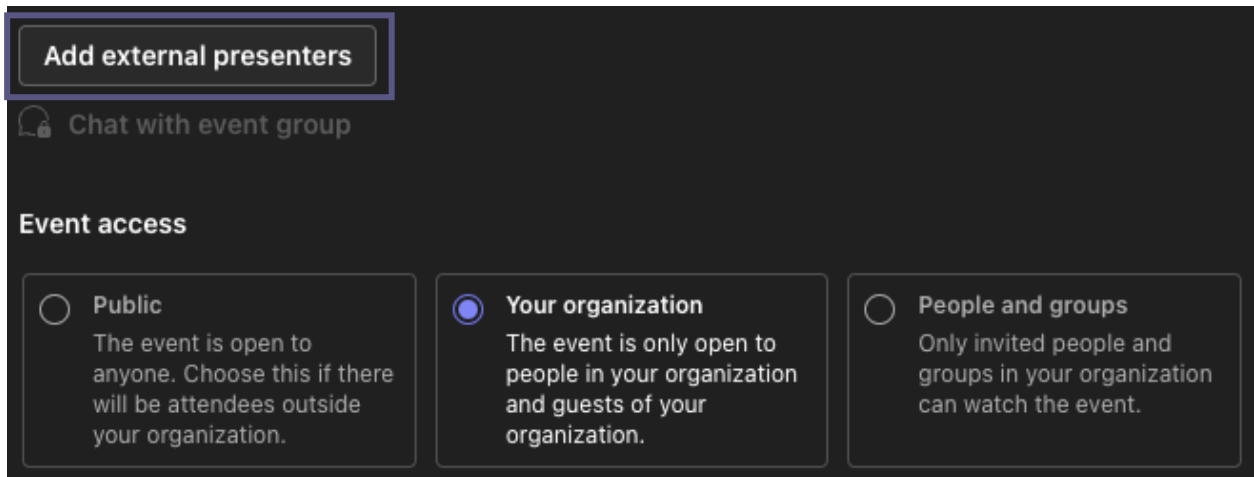 Add external presenters
Chat with event group
Event access
Public
The event is open to
anyone. Choose this if there
will be attendees outside
your organization.
Your organization
The event is only open to
people in your organization
and guests of your
organization.
People and groups
Only invited people and
groups in your organization
can watch the event.